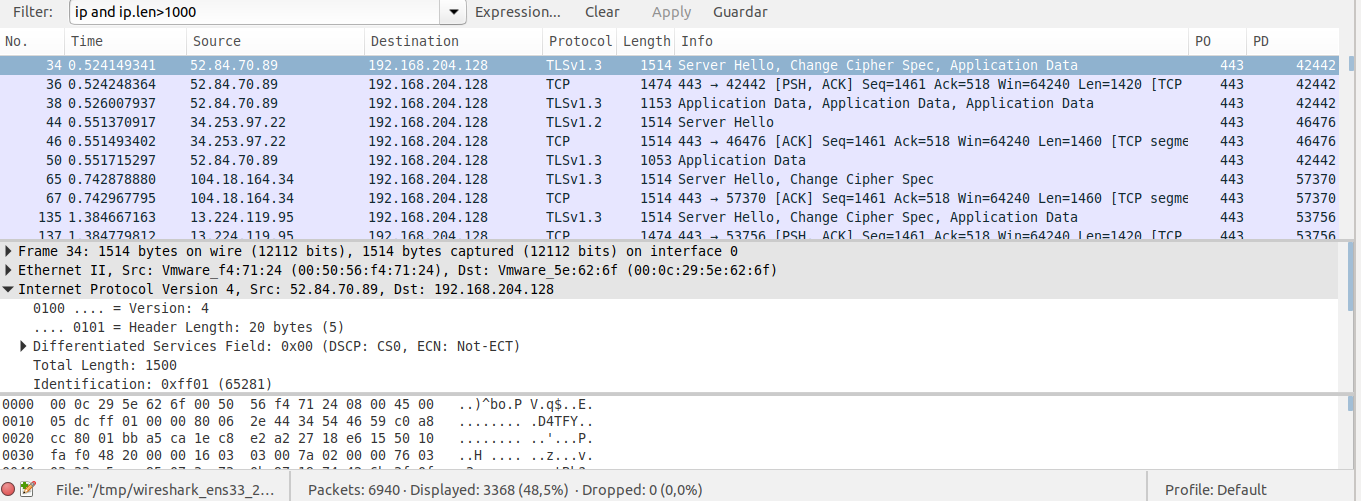 Filter: ip and ip.len>1000 Expression... Clear Apply Guardar
No. Time Source Destination Protocol Length Info PO PD
34 0.524149341 52.84.70.89 192.168.204.128 TLSv1.3 1514 Server Hello, Change Cipher Spec, Application Data 443 42442
36 0.524248364 52.84.70.89 192.168.204.128 TCP 1474 443 → 42442 [PSH, ACK] Seq=1461 Ack=518 Win=64240 Len=1420 [TCP 443 42442
38 0.526007937 52.84.70.89 192.168.204.128 TLSv1.3 1153 Application Data, Application Data, Application Data 443 42442
44 0.551370917 34.253.97.22 192.168.204.128 TLSv1.2 1514 Server Hello 443 46476
46 0.551493402 34.253.97.22 192.168.204.128 TCP 1514 443 → 46476 [ACK] Seq=1461 Ack=518 Win=64240 Len=1460 [TCP segme 443 46476
50 0.551715297 52.84.70.89 192.168.204.128 TLSv1.3 1053 Application Data 443 42442
65 0.742878880 104.18.164.34 192.168.204.128 TLSv1.3 1514 Server Hello, Change Cipher Spec 443 57370
67 0.742967795 104.18.164.34 192.168.204.128 TCP 1514 443 → 57370 [ACK] Seq=1461 Ack=518 Win=64240 Len=1460 [TCP segme 443 57370
135 1.384667163 13.224.119.95 192.168.204.128 TLSv1.3 1514 Server Hello, Change Cipher Spec, Application Data 443 53756
137 1.384779812 13.224.119.95 192.168.204.128 TCP 1474 443 → 53756 [PSH, ACK] Seq=1461 Ack=518 Win=64240 Len=1420 [TCP 443 53756
Frame 34: 1514 bytes on wire (12112 bits), 1514 bytes captured (12112 bits) on interface 0
Ethernet II, Src: Vmware_f4:71:24 (00:50:56:f4:71:24), Dst: Vmware_5e:62:6f (00:0c:29:5e:62:6f)
Internet Protocol Version 4, Src: 52.84.70.89, Dst: 192.168.204.128
0100 .... = Version: 4
.... 0101 = Header Length: 20 bytes (5)
Differentiated Services Field: 0x00 (DSCP: CS0, ECN: Not-ECT)
Total Length: 1500
Identification: 0xff01 (65281)
0000 00 0c 29 5e 62 6f 00 50 56 f4 71 24 08 00 45 00 ..)^bo.P V.q$..E.
0010 05 dc ff 01 00 00 80 06 2e 44 34 54 46 59 c0 a8 ........ .D4TFY..
0020 cc 80 01 bb a5 ca 1e c8 e2 a2 27 18 e6 15 50 10 ........ ..'...P.
0030 fa f0 48 20 00 00 16 03 03 00 7a 02 00 00 76 03 ..H .... ..z...v.
File: "/tmp/wireshark_ens33_2... Packets: 6940 · Displayed: 3368 (48,5%) · Dropped: 0 (0,0%) Profile: Default